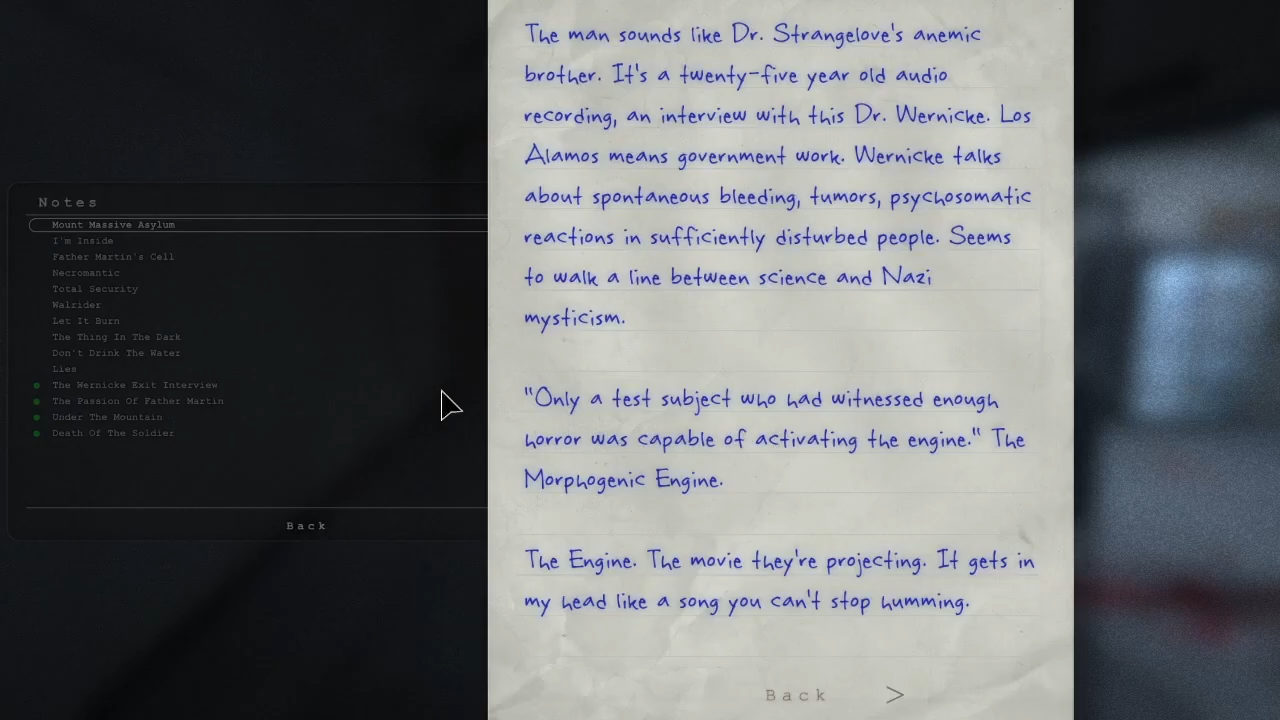 Notes
Mount Massive Asylum
I'm Inside
Father Martin's Cell
Necromantic
Total Security
Walrider
Let It Burn
The Thing In The Dark
Don't Drink The Water
Lies
The Wernicke Exit Interview
The Passion Of Father Martin
Under The Mountain
Death Of The Soldier
Back
The man sounds like Dr. Strangelove's anemic
brother. It's a twenty-five year old audio
recording, an interview with this Dr. Wernicke. Los
Alamos means government work. Wernicke talks
about spontaneous bleeding, tumors, psychosomatic
reactions in sufficiently disturbed people. Seems
to walk a line between science and Nazi
mysticism.
"Only a test subject who had witnessed enough
horror was capable of activating the engine." The
Morphogenic Engine.
The Engine. The movie they're projecting. It gets in
my head like a song you can't stop humming.
Back >